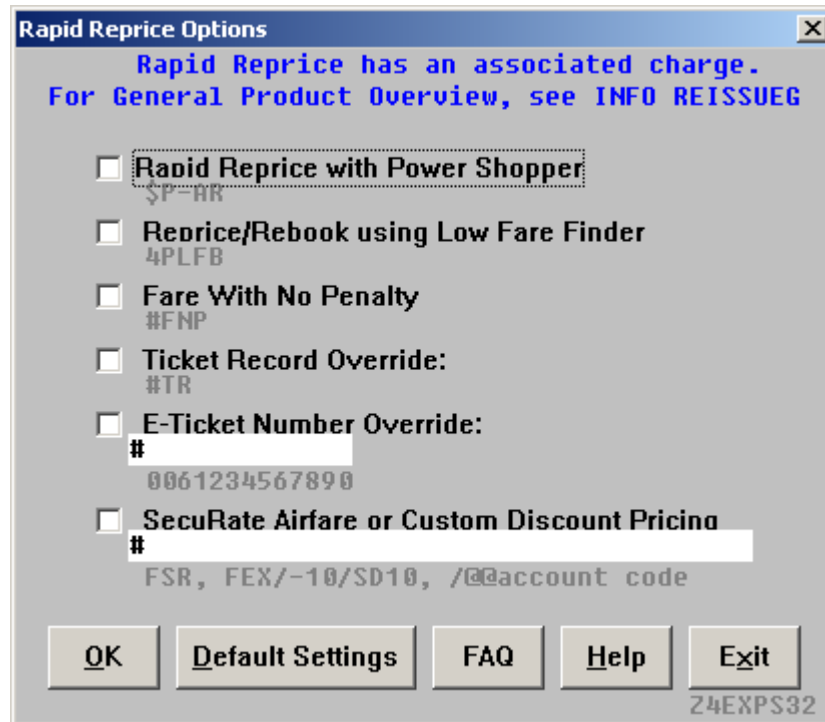 Rapid Reprice Options
Rapid Reprice has an associated charge.
For General Product Overview, see INFO REISSUEG
Rapid Reprice with Power Shopper
$P-AR
Reprice/Rebook using Low Fare Finder
4PLFB
Fare With No Penalty
#FNP
Ticket Record Override:
#TR
E-Ticket Number Override:
#
0061234567890
SecuRate Airfare or Custom Discount Pricing
#
FSR, FEX/-10/SD10, /@@account code
OK Default Settings FAQ Help Exit
Z4EXPS32